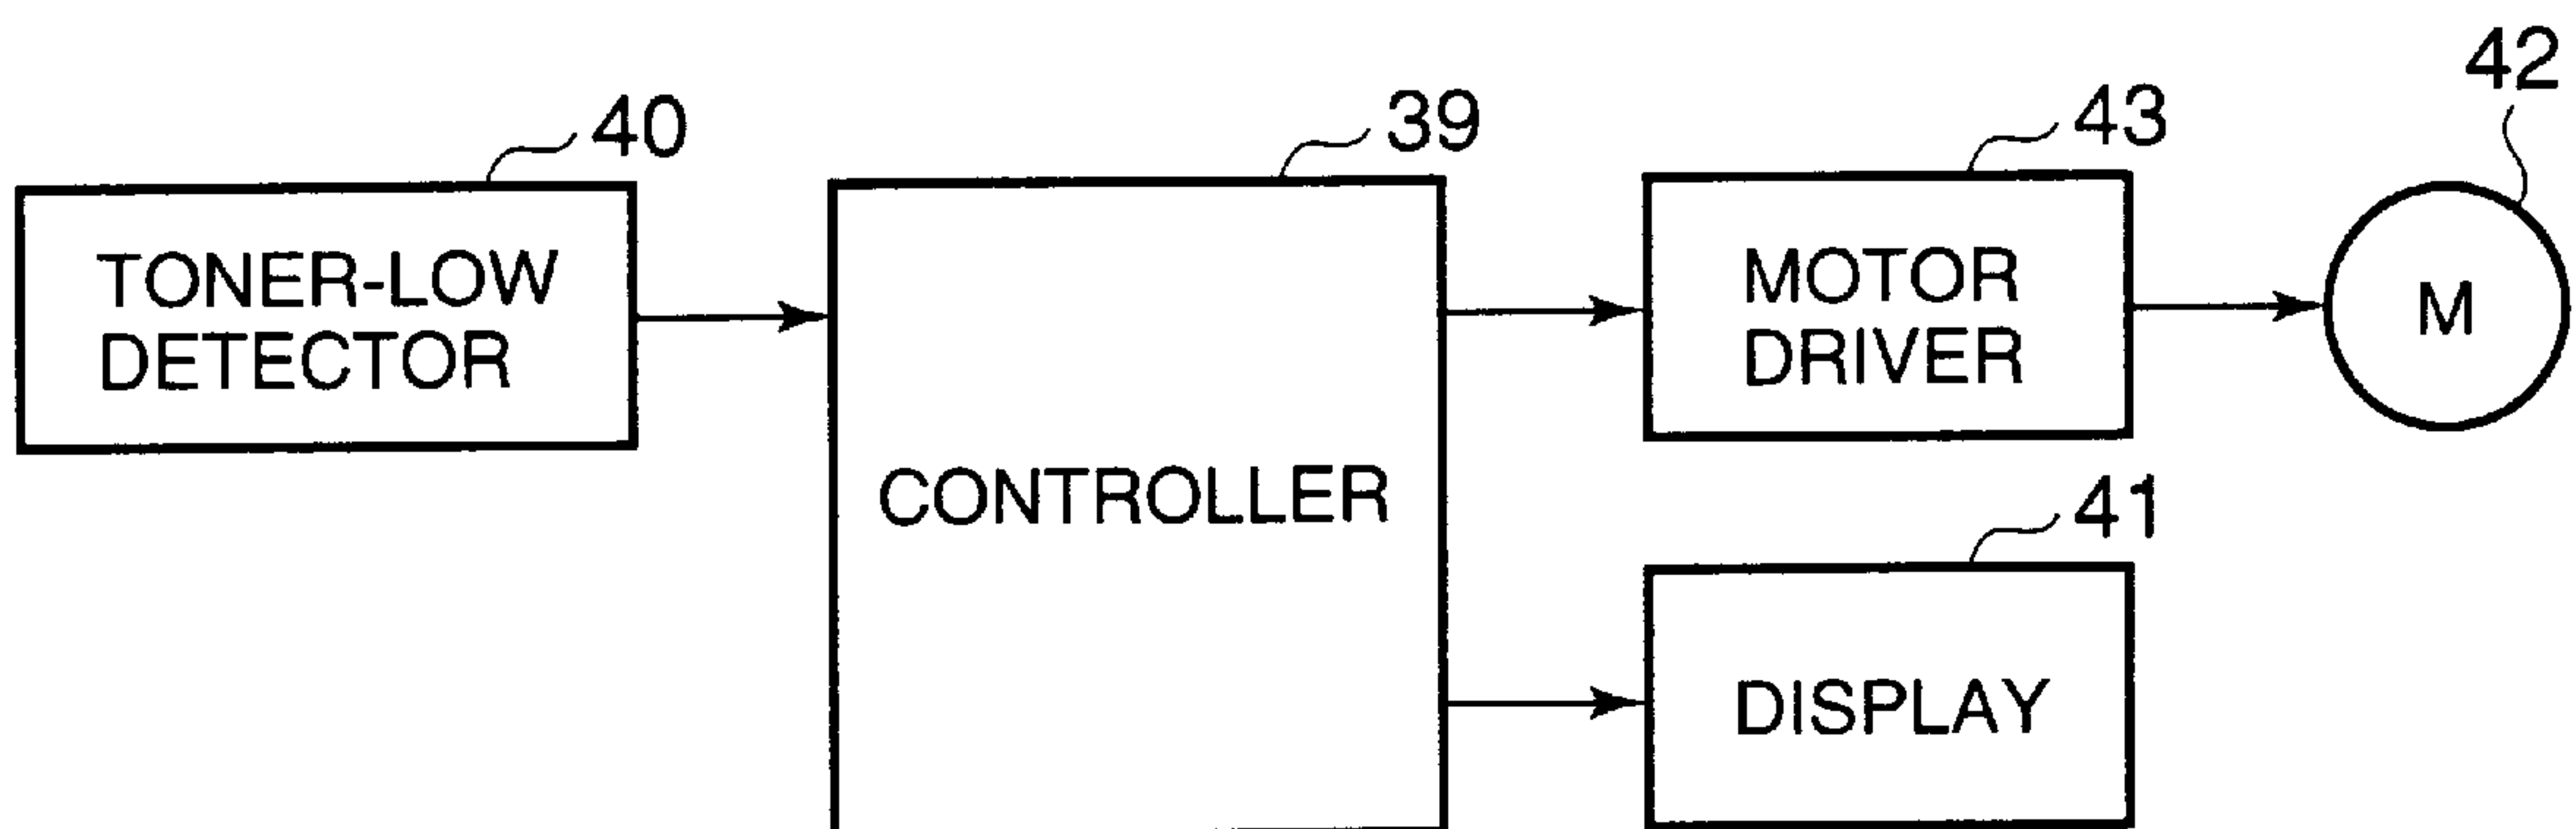 42
43
39
40
TONER-LOW
DETECTOR
MOTOR
DRIVER
M
CONTROLLER
41
DISPLAY